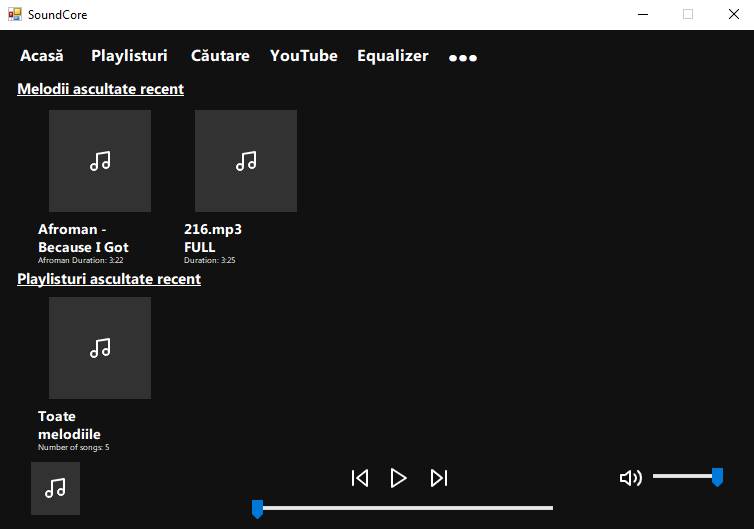 SoundCore
Acasă Playlisturi Căutare YouTube Equalizer
Melodii ascultate recent
Afroman -
Because I Got
Afroman Duration: 3:22
216.mp3
FULL
Duration: 3:25
Playlisturi ascultate recent
Toate
melodiile
Number of songs: 5